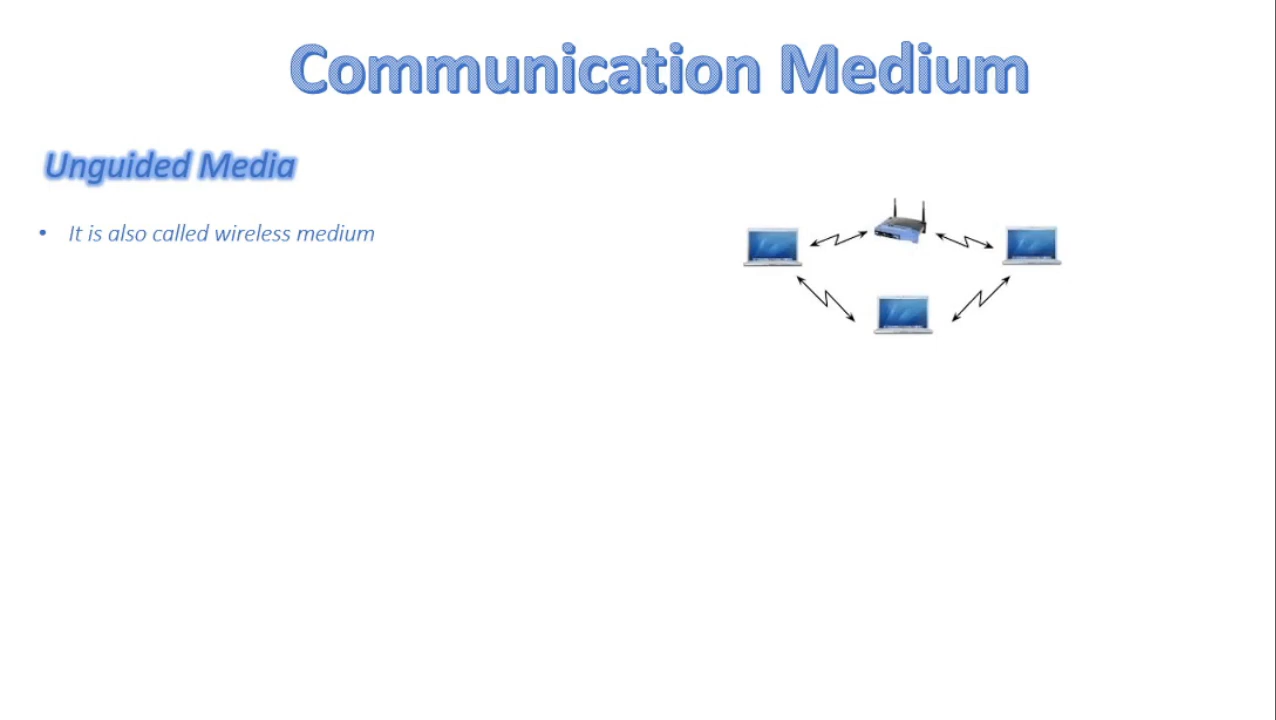 Communication Medium
Unguided Media
• It is also called wireless medium